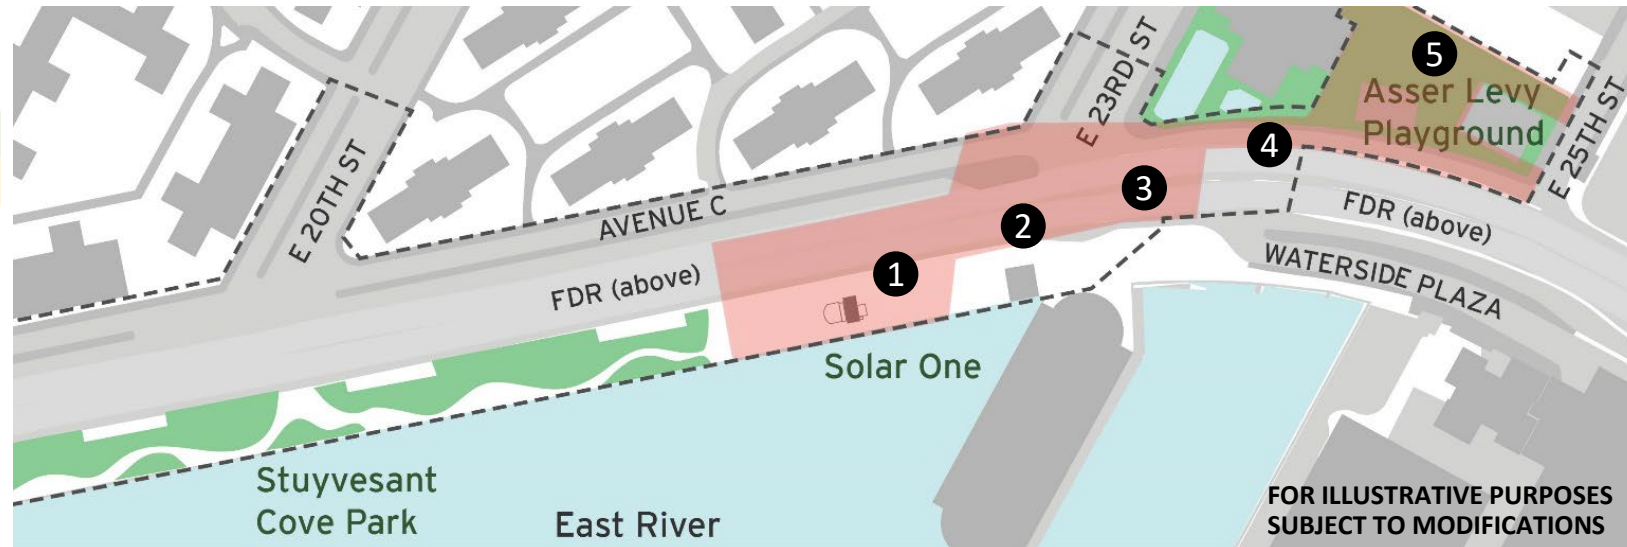 E 20TH ST
AVENUE C
FDR (above)
E 23RD ST
5
Asser Levy
Playground
E 25TH ST
4
3
2
1
FDR (above)
WATERSIDE PLAZA
Solar One
Stuyvesant
Cove Park
East River
FOR ILLUSTRATIVE PURPOSES
SUBJECT TO MODIFICATIONS